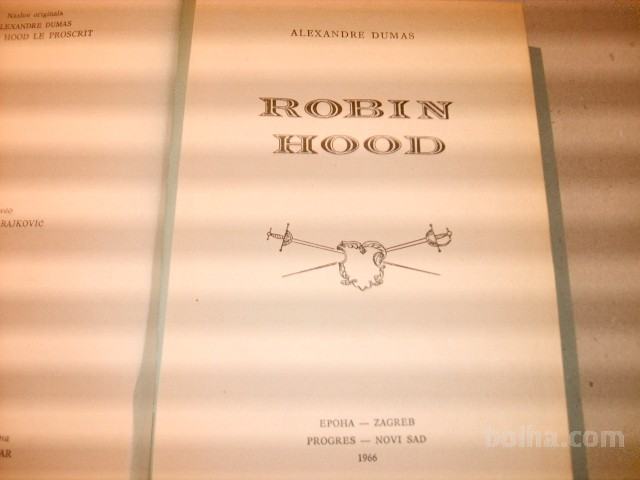 Naslov originala
ALEXANDRE DUMAS
HOOD LE PROSCRIT
RAJKOVIĆ
ALEXANDRE DUMAS
ROBIN
HOOD
EPOHA — ZAGREB
PROGRES — NOVI SAD
1966
bolha.com